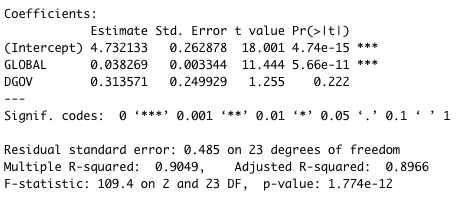 Coefficients:
Estimate Std. Error t value Pr(>|t|)
(Intercept) 4.732133 0.262878 18.001 4.74e-15 ***
GLOBAL 0.038269 0.003344 11.444 5.66e-11 ***
DGOV 0.313571 0.249929 1.255 0.222
---
Signif. codes: 0 ‘***’ 0.001 ‘**’ 0.01 ‘*’ 0.05 ‘.’ 0.1 ‘ ’ 1
Residual standard error: 0.485 on 23 degrees of freedom
Multiple R-squared: 0.9049, Adjusted R-squared: 0.8966
F-statistic: 109.4 on 2 and 23 DF, p-value: 1.774e-12